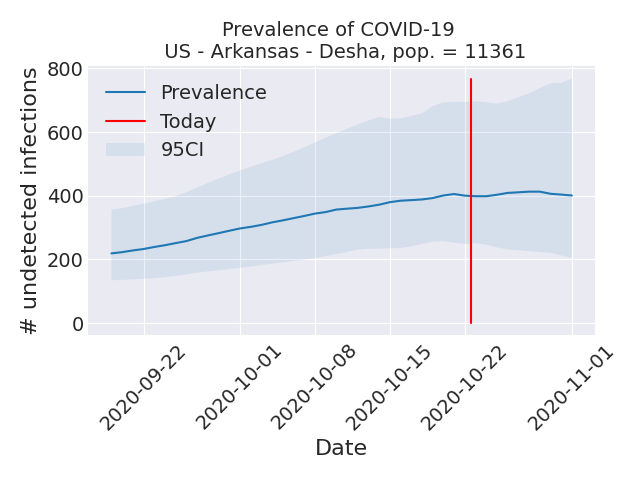 Prevalence of COVID-19
US - Arkansas - Desha, pop. = 11361
800
600
400
200
0
# undetected infections
Prevalence
Today
95CI
2020-09-22
2020-10-01
2020-10-08
2020-10-15
2020-10-22
2020-11-01
Date